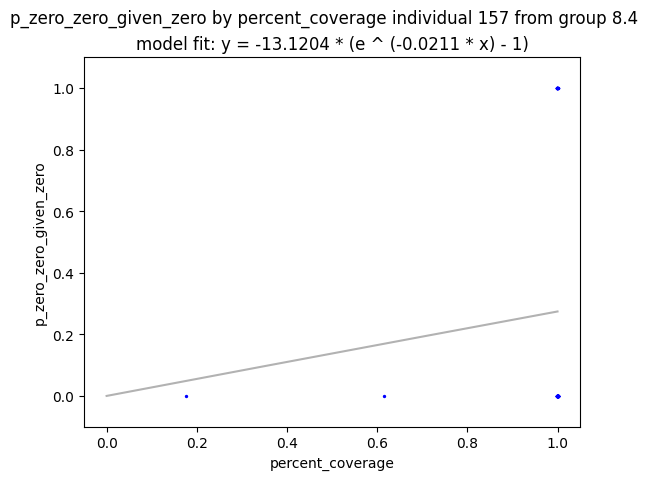 p_zero_zero_given_zero by percent_coverage individual 157 from group 8.4
model fit: y = -13.1204 * (e ^ (-0.0211 * x) - 1)
1.0
0.8
0.6
0.4
0.2
0.0
p_zero_zero_given_zero
0.0 0.2 0.4 0.6 0.8 1.0
percent_coverage